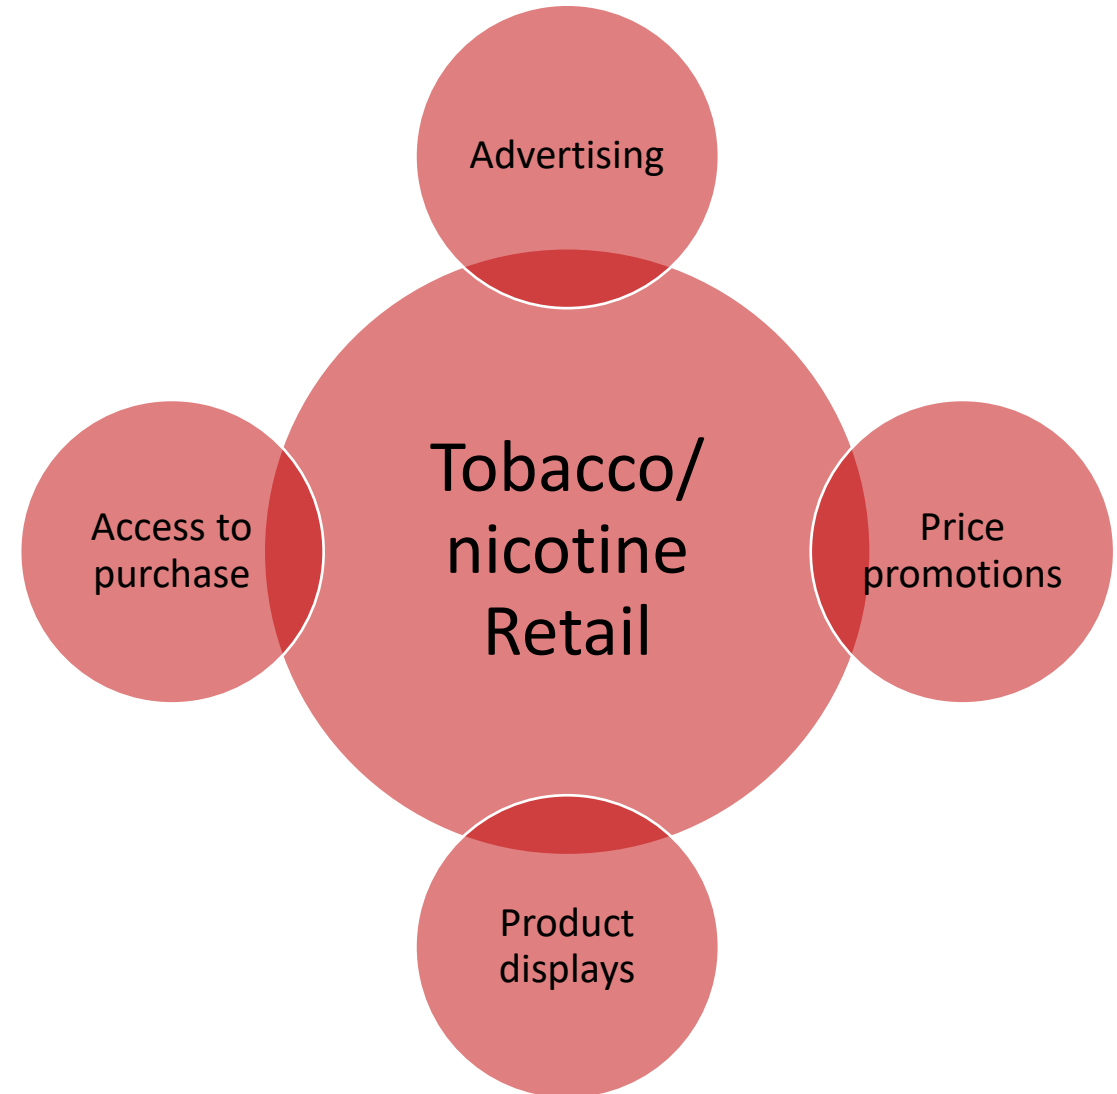 Advertising
Tobacco/
nicotine
Retail
Access to
purchase
Price
promotions
Product
displays